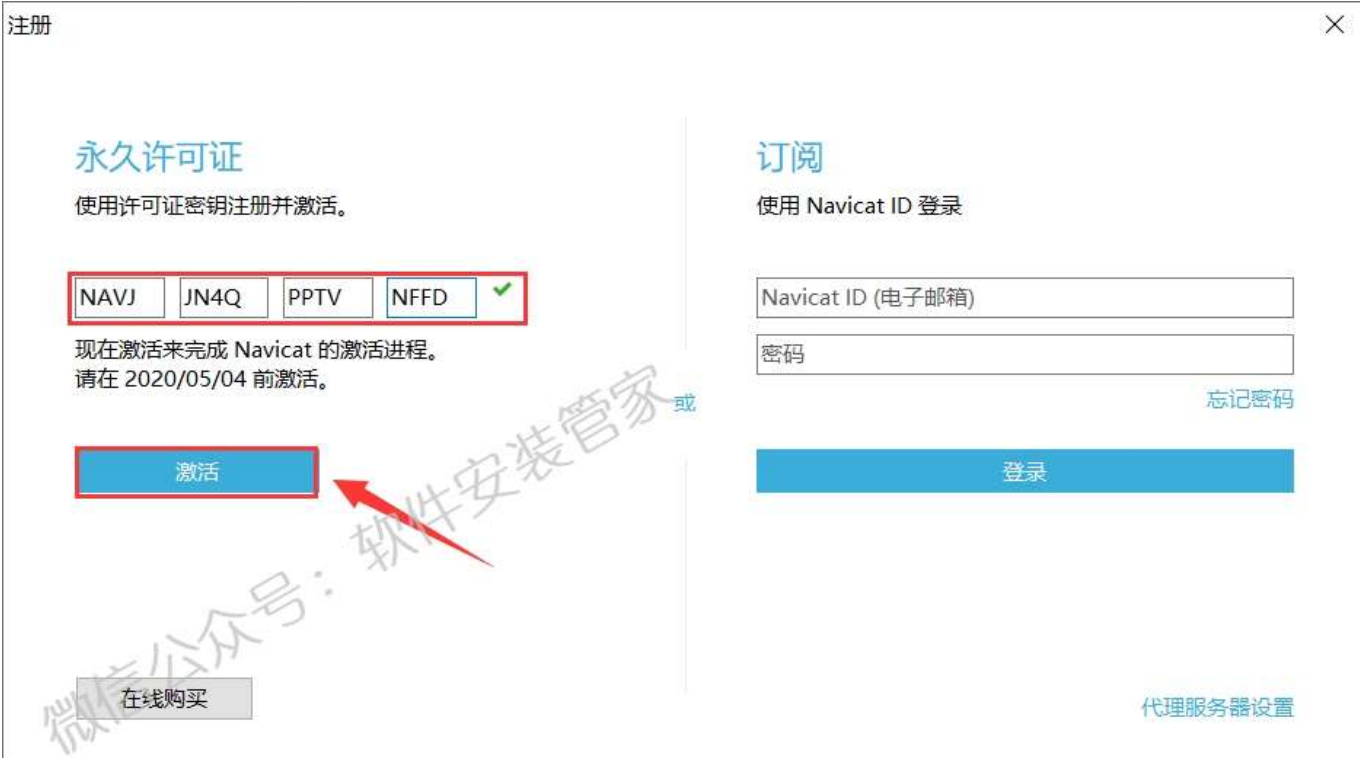 注册
永久许可证
使用许可证密钥注册并激活。
NAVJ JN4Q PPTV NFFD
现在激活来完成 Navicat 的激活进程。
请在 2020/05/04 前激活。
激活
在线购买
或
订阅
使用 Navicat ID 登录
Navicat ID (电子邮箱)
密码
忘记密码
登录
代理服务器设置
微信公众号：软件安装管家